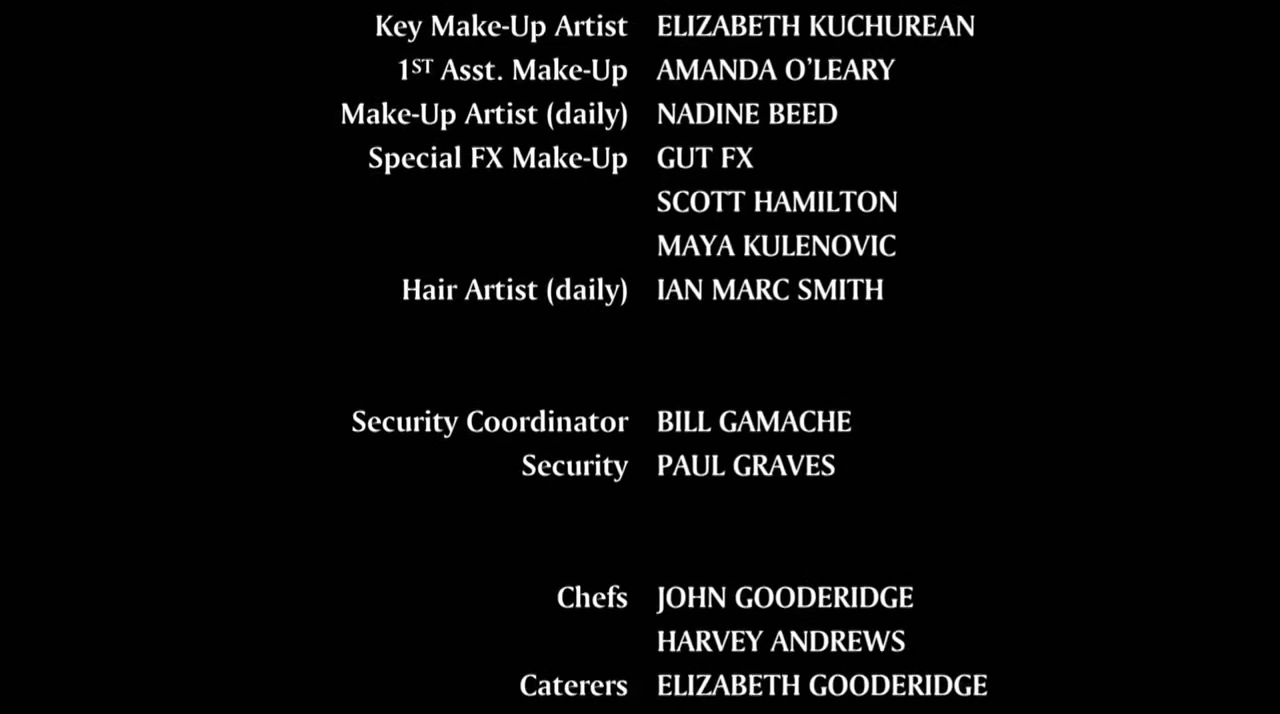 Key Make-Up Artist ELIZABETH KUCHUREAN
1ST Asst. Make-Up AMANDA O'LEARY
Make-Up Artist (daily) NADINE BEED
Special FX Make-Up GUT FX
SCOTT HAMILTON
MAYA KULENOVIC
Hair Artist (daily) IAN MARC SMITH
Security Coordinator BILL GAMACHE
Security PAUL GRAVES
Chefs JOHN GOODERIDGE
HARVEY ANDREWS
Caterers ELIZABETH GOODERIDGE